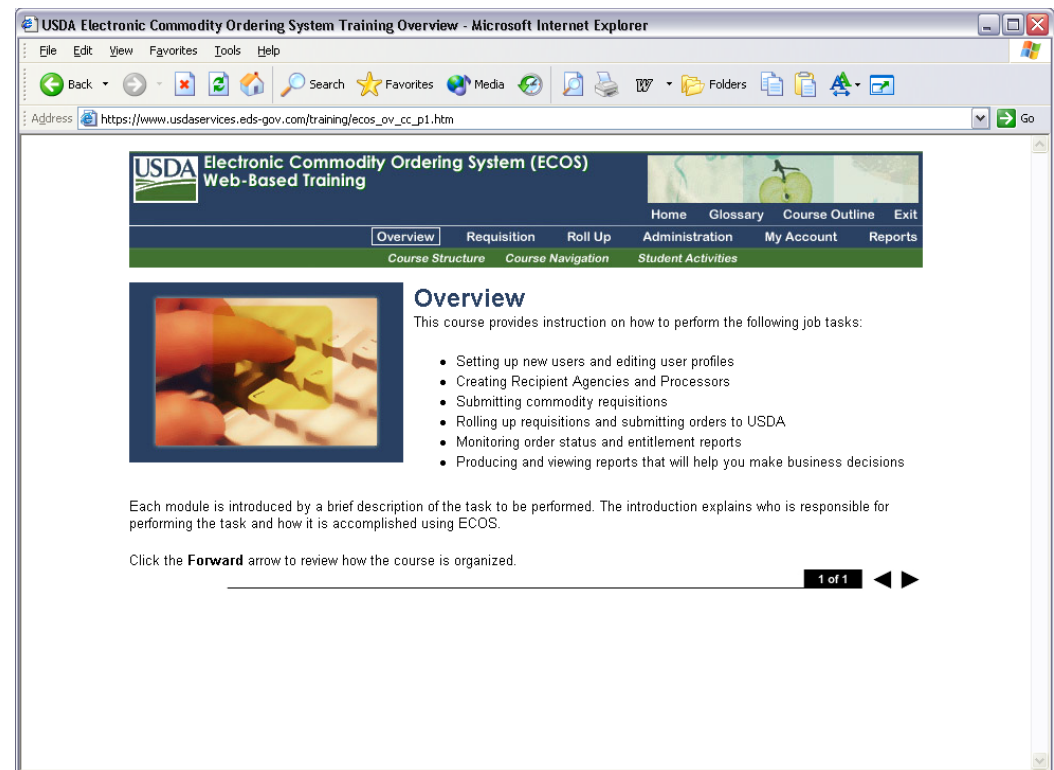 USDA Electronic Commodity Ordering System Training Overview - Microsoft Internet Explorer
File Edit View Favorites Tools Help
Back Search Favorites Media Folders
Address https://www.usdaservices.eds-gov.com/training/ecos_ov_cc_p1.htm Go
USDA Electronic Commodity Ordering System (ECOS)
Web-Based Training
Home Glossary Course Outline Exit
Overview Requisition Roll Up Administration My Account Reports
Course Structure Course Navigation Student Activities
Overview
This course provides instruction on how to perform the following job tasks:
• Setting up new users and editing user profiles
• Creating Recipient Agencies and Processors
• Submitting commodity requisitions
• Rolling up requisitions and submitting orders to USDA
• Monitoring order status and entitlement reports
• Producing and viewing reports that will help you make business decisions
Each module is introduced by a brief description of the task to be performed. The introduction explains who is responsible for
performing the task and how it is accomplished using ECOS.
Click the Forward arrow to review how the course is organized.
1 of 1